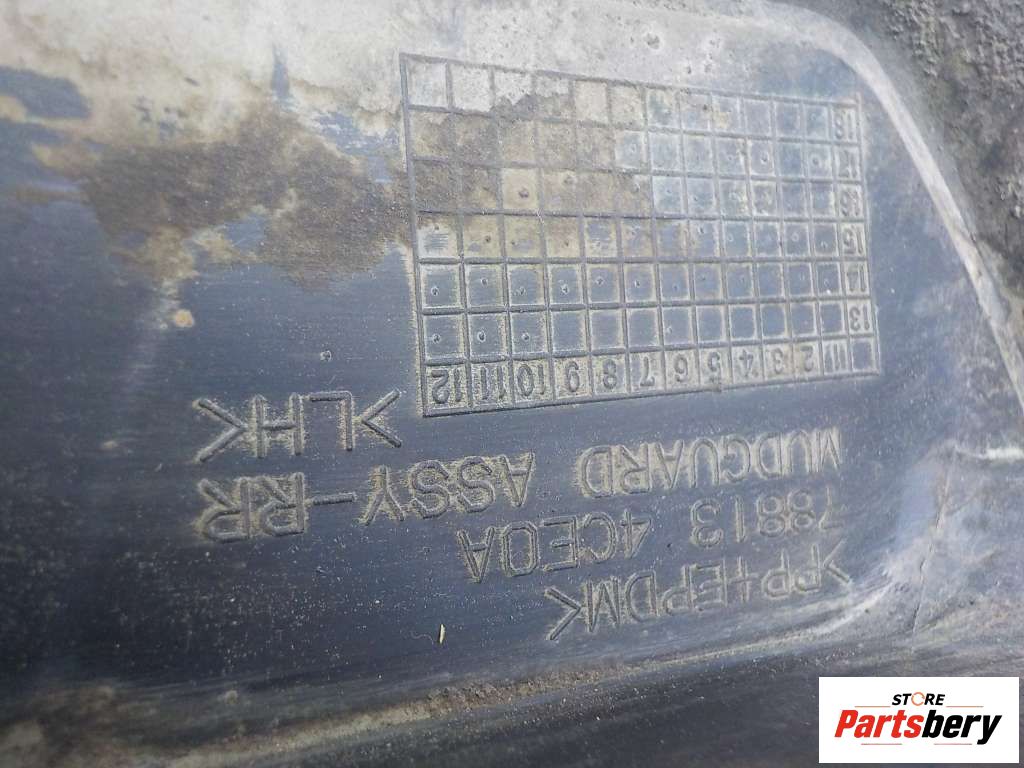 >PP+EPDM<
78813 4CE0A
MUDGUARD ASSY-RR
>LH<
1 2 3 4 5 6 7 8 9 10 11 12
13
14
15
16
17
18
STORE
Partsbery